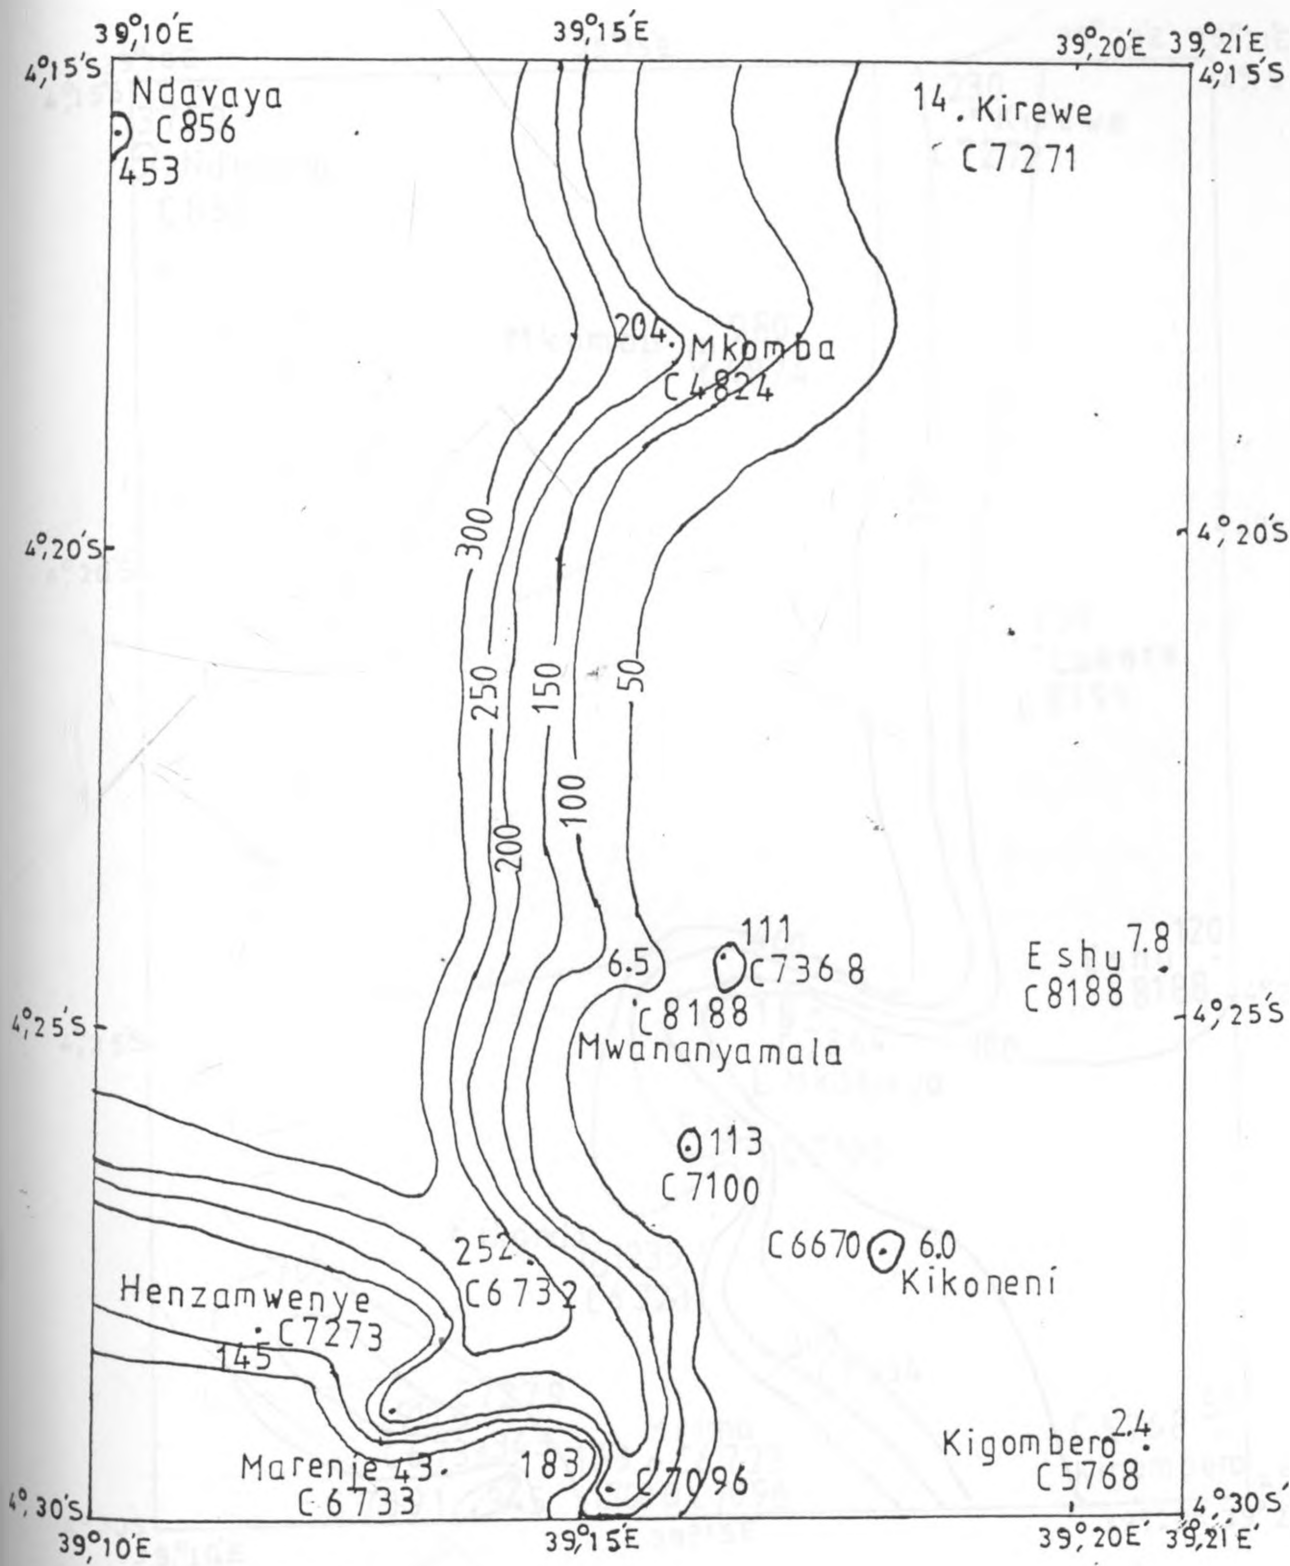 39°,10'E 39°,15'E 39°,20'E 39°,21'E
4°,15'S 4°,15'S
Ndavaya
C856
453
14 Kirewe
C7271
204 Mkomba
C4824
300
4°,20'S 4°,20'S
250 150 50
100
200
111
6.5 C7368
Eshu 7.8
C8188
C8188
4°,25'S 4°,25'S
Mwananyamala
113
C7100
252
C6732
C6670 6.0
Kikoneni
Henzamwenye
C7273
145
Marenje 43
C6733
183 C7096
Kigombero 2.4
C5768
4°,30'S 4°,30'S
39°,10'E 39°,15'E 39°,20'E 39°,21'E